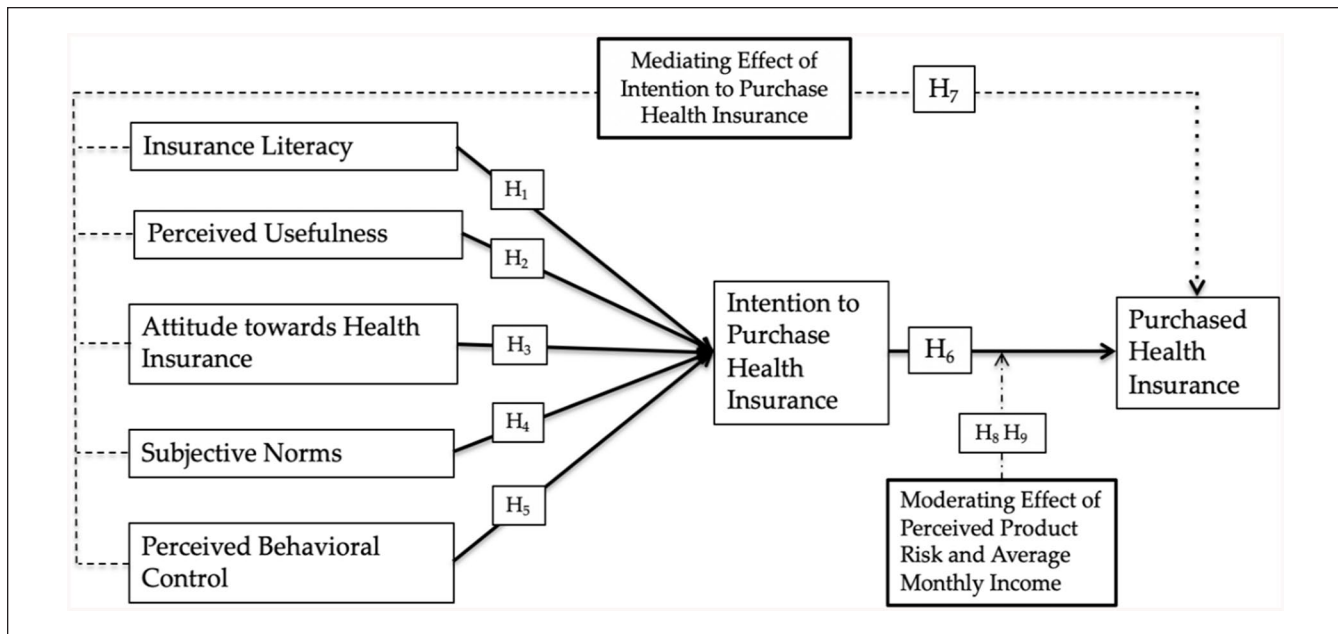 Mediating Effect of
Intention to Purchase
Health Insurance
H₇
Insurance Literacy
H₁
Perceived Usefulness
H₂
Attitude towards Health
Insurance
H₃
Subjective Norms
H₄
Perceived Behavioral
Control
H₅
Intention to
Purchase
Health
Insurance
H₆
Purchased
Health
Insurance
H₈ H₉
Moderating Effect of
Perceived Product
Risk and Average
Monthly Income